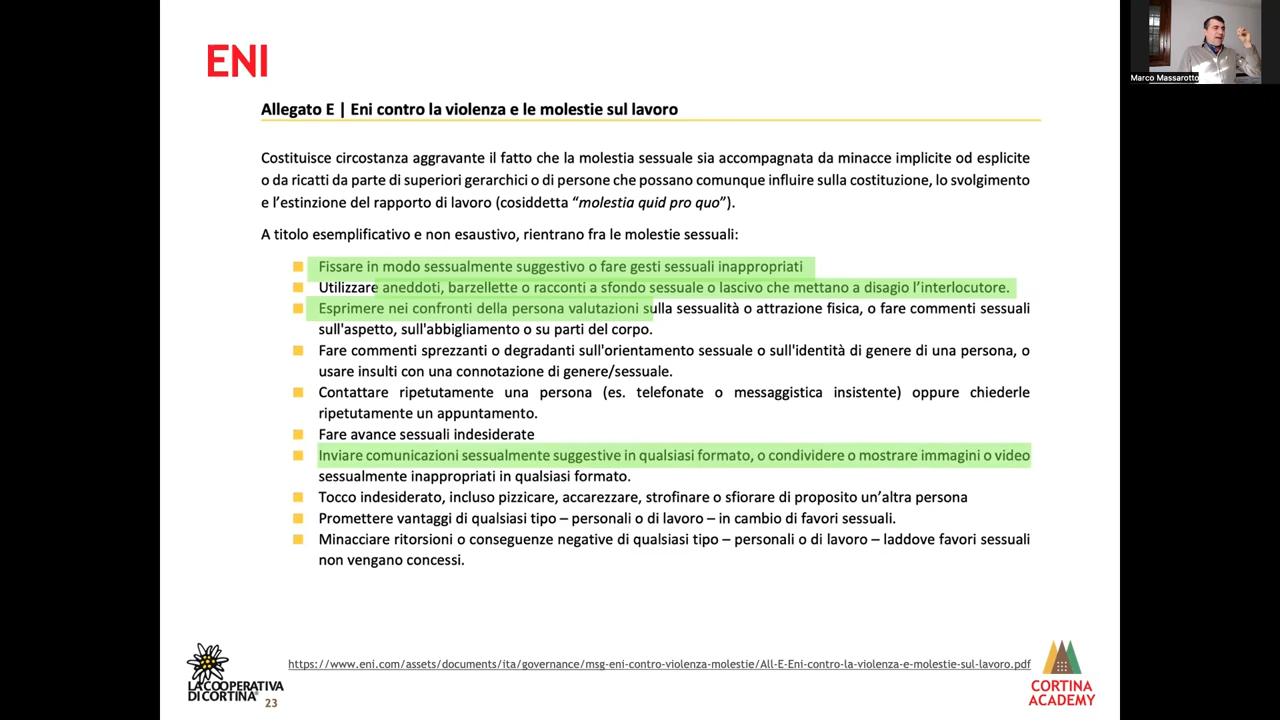 ENI
Marco Massarotto
Allegato E | Eni contro la violenza e le molestie sul lavoro
Costituisce circostanza aggravante il fatto che la molestia sessuale sia accompagnata da minacce implicite od esplicite
o da ricatti da parte di superiori gerarchici o di persone che possano comunque influire sulla costituzione, lo svolgimento
e l'estinzione del rapporto di lavoro (cosiddetta “molestia quid pro quo”).
A titolo esemplificativo e non esaustivo, rientrano fra le molestie sessuali:
Fissare in modo sessualmente suggestivo o fare gesti sessuali inappropriati
Utilizzare aneddoti, barzellette o racconti a sfondo sessuale o lascivo che mettano a disagio l’interlocutore.
Esprimere nei confronti della persona valutazioni sulla sessualità o attrazione fisica, o fare commenti sessuali
sull'aspetto, sull'abbigliamento o su parti del corpo.
Fare commenti sprezzanti o degradanti sull'orientamento sessuale o sull'identità di genere di una persona, o
usare insulti con una connotazione di genere/sessuale.
Contattare ripetutamente una persona (es. telefonate o messaggistica insistente) oppure chiederle
ripetutamente un appuntamento.
Fare avance sessuali indesiderate
Inviare comunicazioni sessualmente suggestive in qualsiasi formato, o condividere o mostrare immagini o video
sessualmente inappropriati in qualsiasi formato.
Tocco indesiderato, incluso pizzicare, accarezzare, strofinare o sfiorare di proposito un’altra persona
Promettere vantaggi di qualsiasi tipo – personali o di lavoro – in cambio di favori sessuali.
Minacciare ritorsioni o conseguenze negative di qualsiasi tipo – personali o di lavoro – laddove favori sessuali
non vengano concessi.
https://www.eni.com/assets/documents/ita/governance/msg-eni-contro-violenza-molestie/All-E-Eni-contro-la-violenza-e-molestie-sul-lavoro.pdf
LA COOPERATIVA
DI CORTINA®
23
CORTINA
ACADEMY